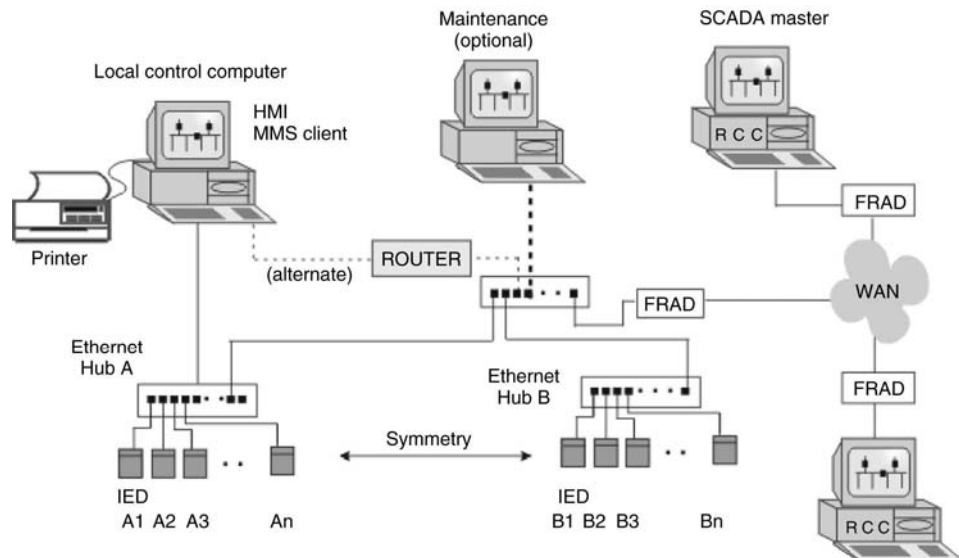 Maintenance
(optional)
SCADA master
Local control computer
HMI
MMS client
R C C
FRAD
Printer
(alternate)
ROUTER
FRAD
WAN
Ethernet
Hub A
Ethernet
Hub B
FRAD
Symmetry
IED
A1 A2 A3 An
IED
B1 B2 B3 Bn
R C C